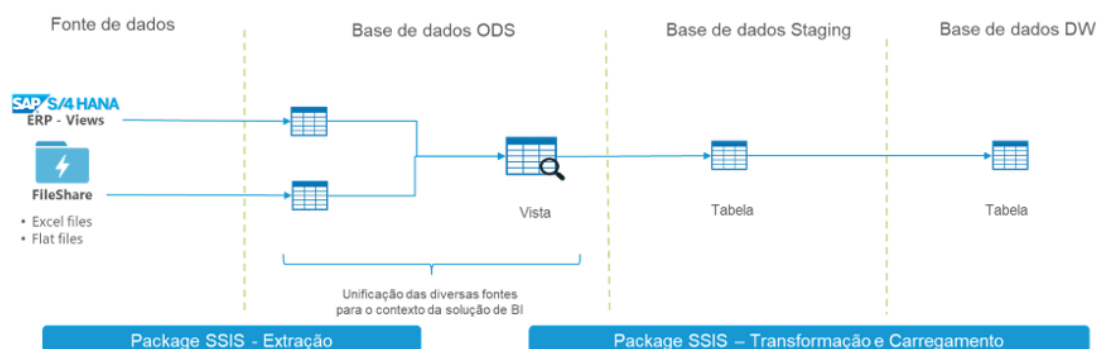 Fonte de dados
Base de dados ODS
Base de dados Staging
Base de dados DW
SAP S/4 HANA
ERP - Views
FileShare
• Excel files
• Flat files
Vista
Tabela
Tabela
Unificação das diversas fontes
para o contexto da solução de BI
Package SSIS - Extração
Package SSIS – Transformação e Carregamento